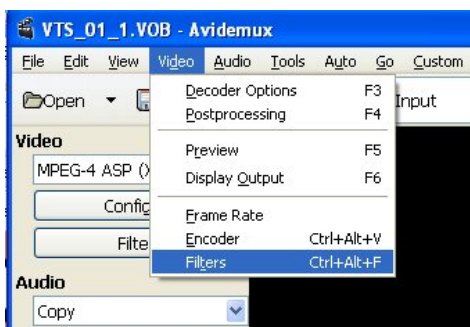 VTS_01_1.VOB - Avidemux
File Edit View Video Audio Tools Auto Go Custom
Open Input
Decoder Options F3
Postprocessing F4
Video
Preview F5
MPEG-4 ASP (
Display Output F6
Config
Frame Rate
Encoder Ctrl+Alt+V
Filte
Filters Ctrl+Alt+F
Audio
Copy